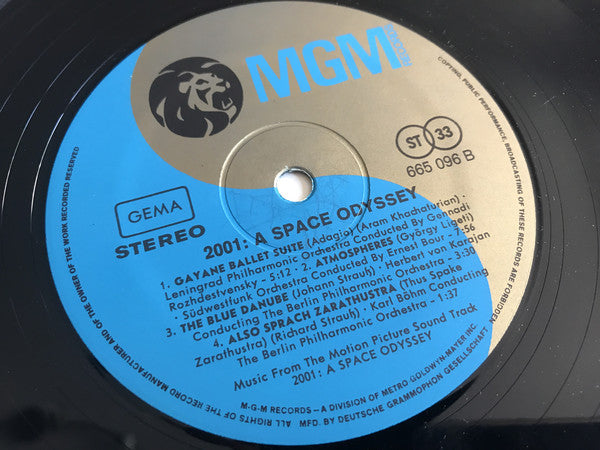 MGM
RECORDS
ST 33
665 096 B
GEMA
STEREO
2001: A SPACE ODYSSEY
1. GAYANE BALLET SUITE (Adagio) (Aram Khachaturian) ·
Leningrad Philharmonic Orchestra Conducted By Gennadi
Rozhdestvensky - 5:12 · 2. ATMOSPHERES (György Ligeti)
· Südwestfunk Orchestra Conducted By Ernest Bour - 7:56
3. THE BLUE DANUBE (Johann Strauß) · Herbert von Karajan
Conducting The Berlin Philharmonic Orchestra - 3:30
4. ALSO SPRACH ZARATHUSTRA (Thus Spake
Zarathustra) (Richard Strauß) · Karl Böhm Conducting
The Berlin Philharmonic Orchestra - 1:37
Music From The Motion Picture Sound Track
2001: A SPACE ODYSSEY
M-G-M RECORDS – A DIVISION OF METRO GOLDWYN-MAYER INC
MFD. BY DEUTSCHE GRAMMOPHON GESELLSCHAFT
ALL RIGHTS OF THE RECORD MANUFACTURER AND OF THE OWNER OF THE WORK RECORDED RESERVED
COPYING, PUBLIC PERFORMANCE, BROADCASTING OF THESE RECORDS ARE FORBIDDEN